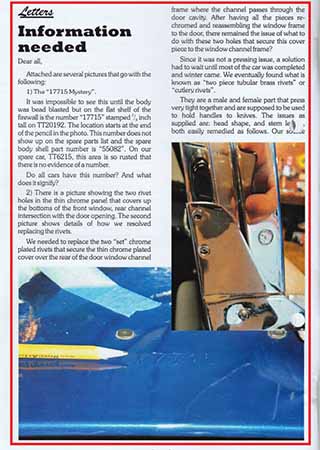 Letters
Information
needed
Dear all,
Attached are several pictures that go with the
following:
1) The "17715 Mystery".
It was impossible to see this until the body
was bead blasted but on the flat shelf of the
firewall is the number "17715" stamped inch
tall on TT20192. The location starts at the end
of the pencil in the photo. This number does not
show up on the spare parts list and the spare
body shell part number is "55082". On our
spare car, TT6215, this area is so rusted that
there is no evidence of a number.
Do all cars have this number? And what
does it signify?
2) There is a picture showing the two rivet
holes in the thin chrome panel that covers up
the bottom of the front window, rear channel
intersection with the door opening. The second
picture shows details of how we resolved
replacing the rivets.
We needed to replace the two "set" chrome
plated rivets that secure the thin chrome plated
cover over the rear of the door window channel
frame where the channel passes through the
door cavity. After having all the pieces re-
chromed and reassembling the window frame
to the door, there remained the issue of what to
do with these two holes that secure this cover
piece to the window channel frame?
Since it was not a pressing issue, a solution
had to wait until most of the car was completed
and winter came. We eventually found what is
known as "two piece tubular brass rivets" or
"cutlery rivets".
They are a male and female part that press
very tight together and are supposed to be used
to hold handles to knives. The issues as
supplied are: head shape, and stem
both easily remedied as follows. Our